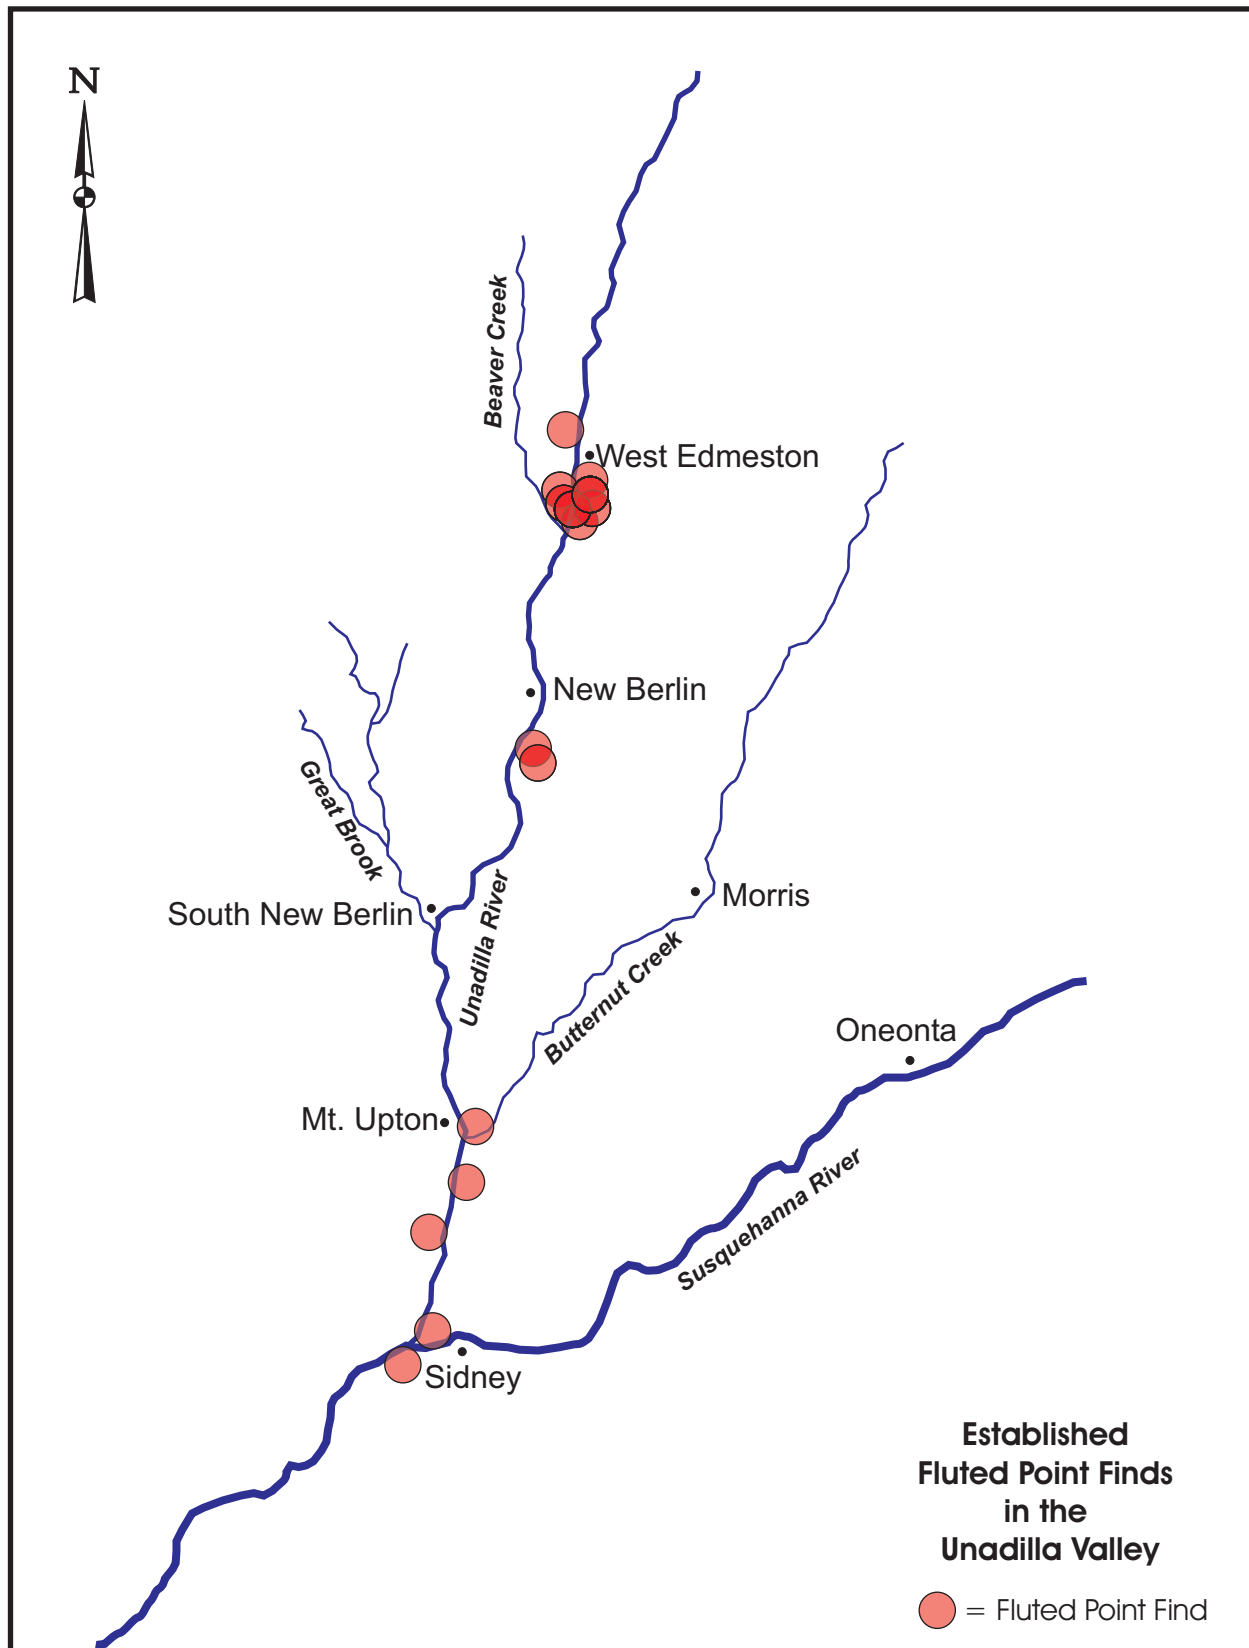 N
Beaver Creek
West Edmeston
New Berlin
Great Brook
South New Berlin
Unadilla River
Morris
Butternut Creek
Oneonta
Mt. Upton
Susquehanna River
Sidney
Established
Fluted Point Finds
in the
Unadilla Valley
= Fluted Point Find